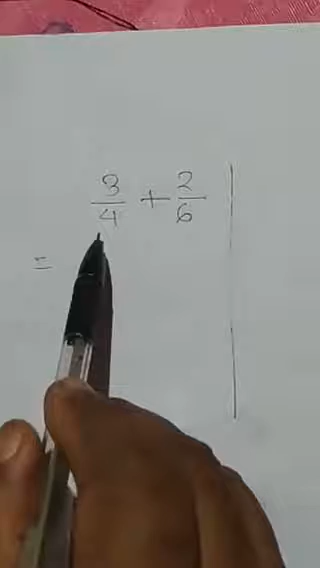 3/4 + 2/6
=